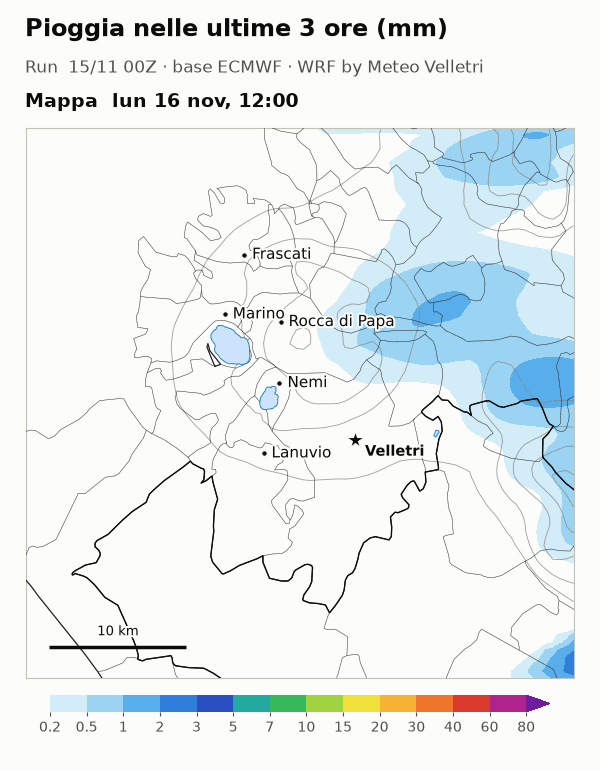 Pioggia nelle ultime 3 ore (mm)
Run  15/11 00Z · base ECMWF · WRF by Meteo Velletri
Mappa  lun 16 nov, 12:00
Frascati
Marino
Rocca di Papa
Nemi
Velletri
Lanuvio
10 km
0.2 0.5 1 2 3 5 7 10 15 20 30 40 60 80